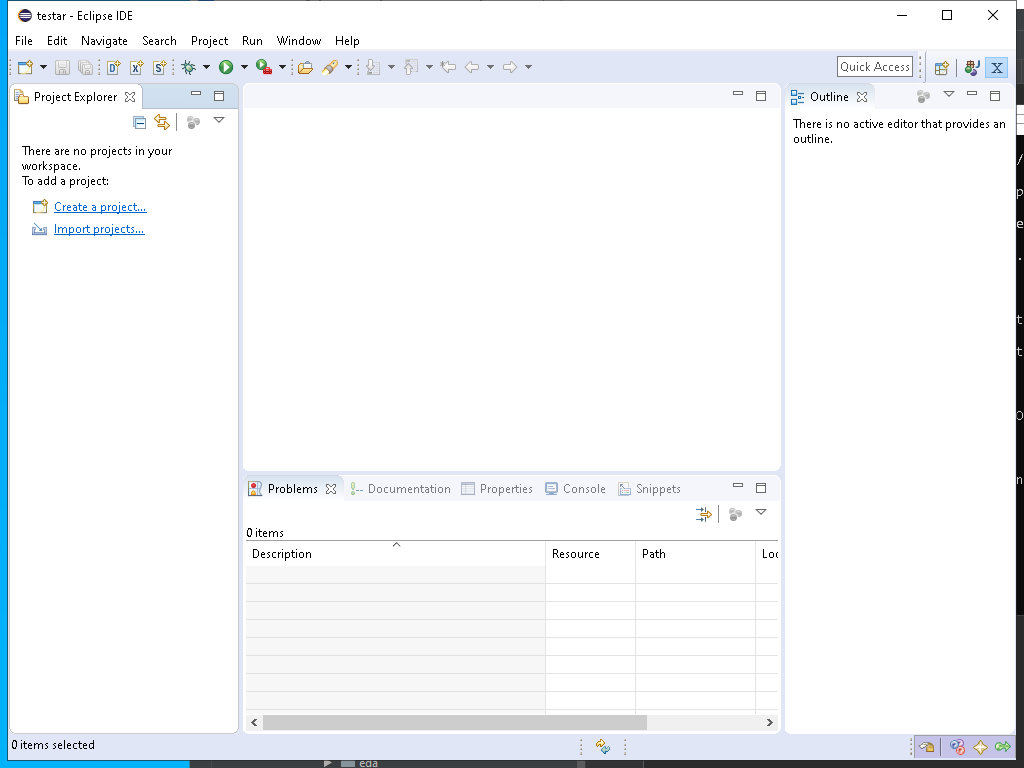 testar - Eclipse IDE
File Edit Navigate Search Project Run Window Help
Quick Access
Project Explorer
Outline
There are no projects in your
workspace.
To add a project:
Create a project...
Import projects...
There is no active editor that provides an
outline.
Problems Documentation Properties Console Snippets
0 items
Description Resource Path Loc
0 items selected
eda